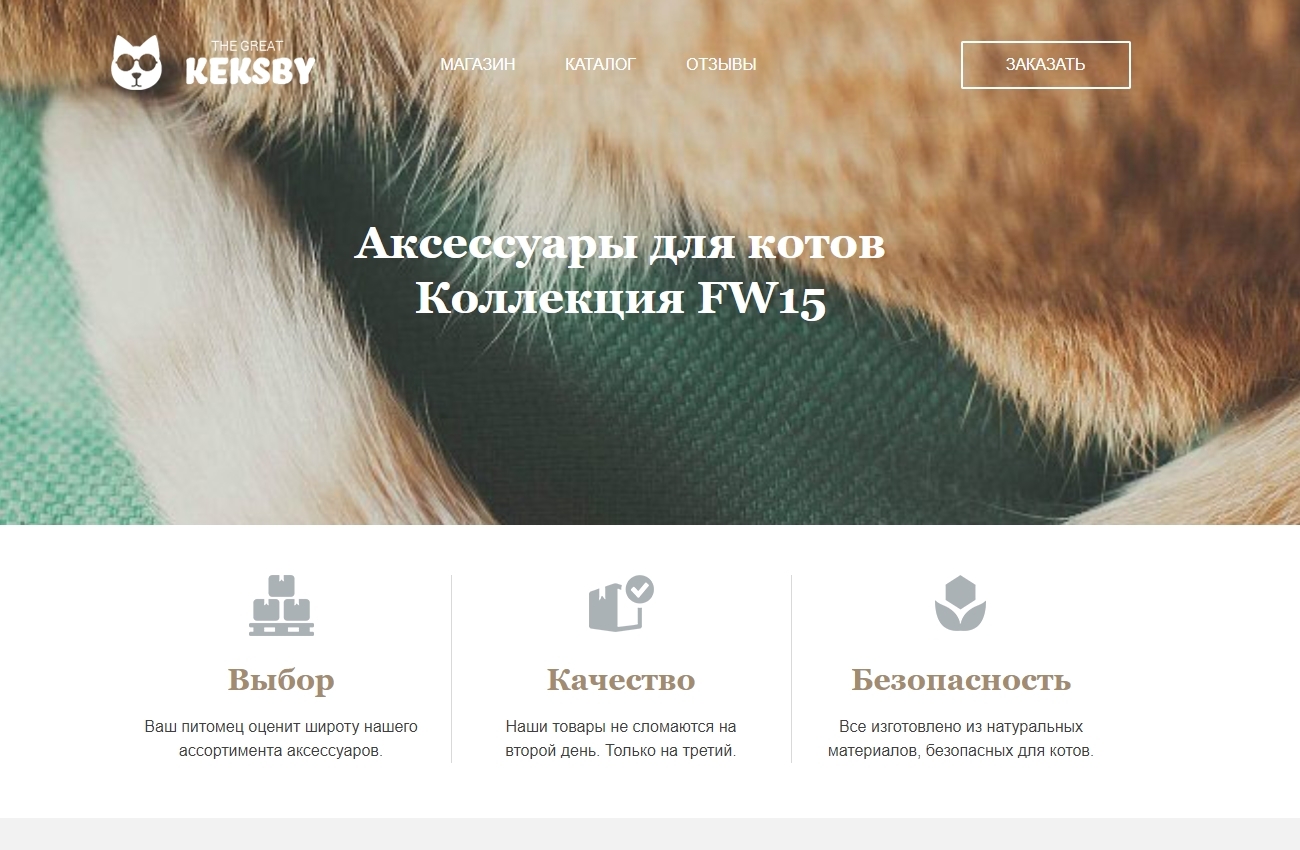 THE GREAT
KEKSBY
МАГАЗИН
КАТАЛОГ
ОТЗЫВЫ
ЗАКАЗАТЬ
Аксессуары для котов
Коллекция FW15
Выбор
Ваш питомец оценит широту нашего
ассортимента аксессуаров.
Качество
Наши товары не сломаются на
второй день. Только на третий.
Безопасность
Все изготовлено из натуральных
материалов, безопасных для котов.